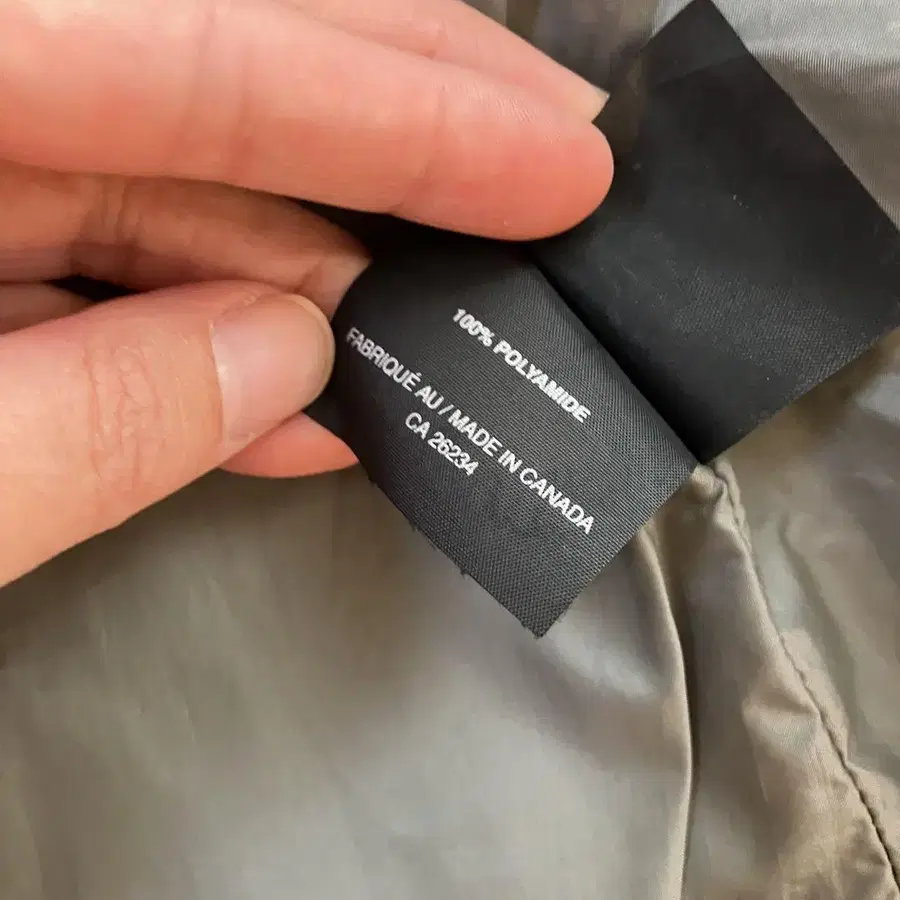 100% POLYAMIDE
FABRIQUÉ AU / MADE IN CANADA
CA 26234